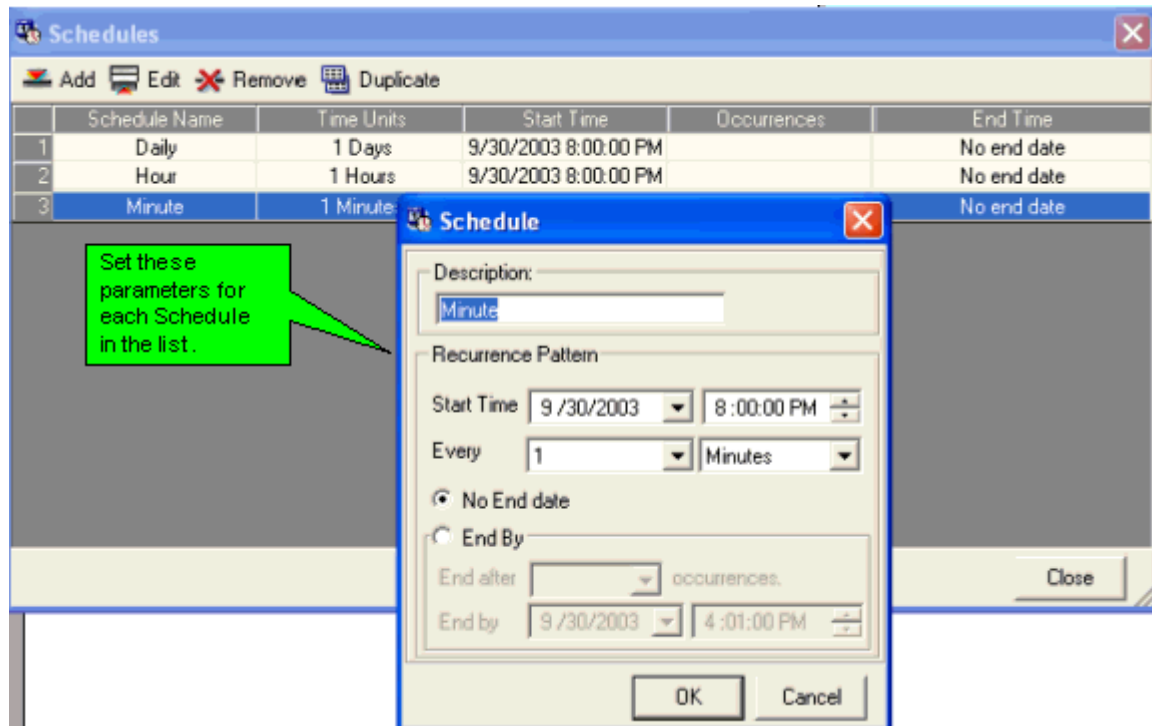 Schedules
Add Edit Remove Duplicate
Schedule Name Time Units Start Time Occurrences End Time
1 Daily 1 Days 9/30/2003 8:00:00 PM No end date
2 Hour 1 Hours 9/30/2003 8:00:00 PM No end date
3 Minute 1 Minute No end date
Set these
parameters for
each Schedule
in the list.
Schedule
Description:
Minute
Recurrence Pattern
Start Time 9/30/2003 8:00:00 PM
Every 1 Minutes
No End date
End By
End after occurrences.
End by 9/30/2003 4:01:00 PM
OK Cancel
Close